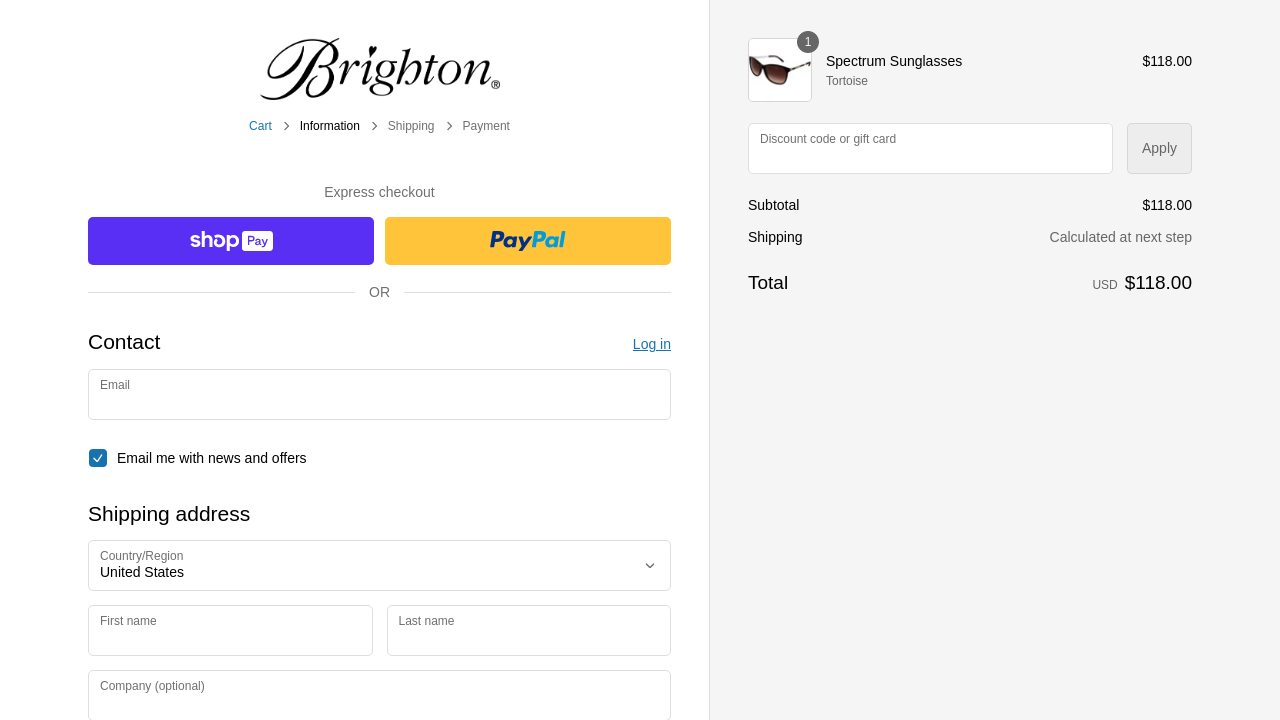 Brighton®
Cart > Information > Shipping > Payment
Express checkout
shop Pay
PayPal
OR
Contact
Log in
Email
Email me with news and offers
Shipping address
Country/Region
United States
First name
Last name
Company (optional)
1
Spectrum Sunglasses
$118.00
Tortoise
Discount code or gift card
Apply
Subtotal
$118.00
Shipping
Calculated at next step
Total
USD $118.00